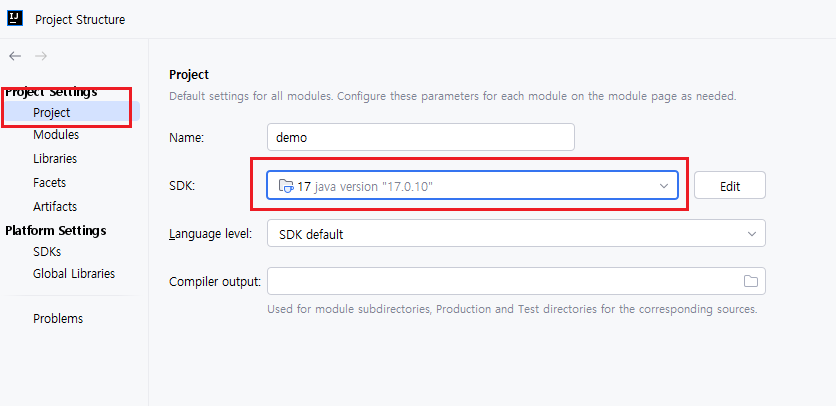 IJ
Project Structure
Project Settings
Project
Modules
Libraries
Facets
Artifacts
Platform Settings
SDKs
Global Libraries
Problems
Project
Default settings for all modules. Configure these parameters for each module on the module page as needed.
Name:
demo
SDK:
17 java version "17.0.10"
Edit
Language level:
SDK default
Compiler output:
Used for module subdirectories, Production and Test directories for the corresponding sources.